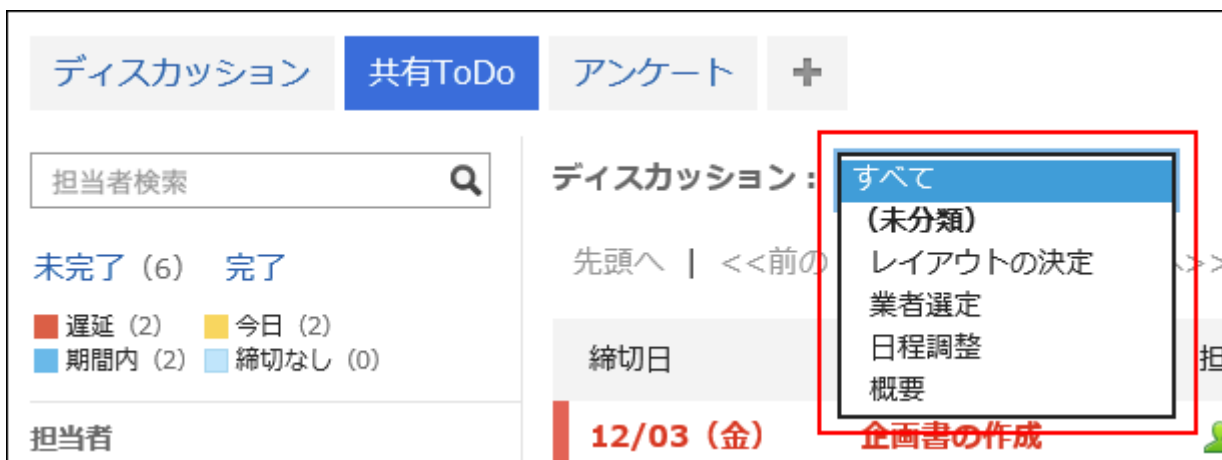 ディスカッション 共有ToDo アンケート
担当者検索
ディスカッション： すべて
（未分類）
レイアウトの決定
業者選定
日程調整
概要
未完了（6） 完了
先頭へ | <<前の >>
遅延（2） 今日（2）
期間内（2） 締切なし（0）
締切日
担当者
12/03（金） 企画書の作成